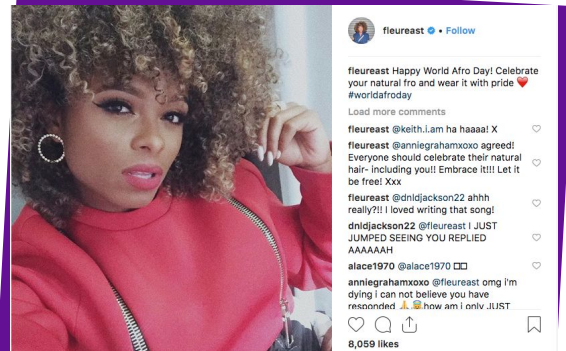 fleureast • Follow
fleureast Happy World Afro Day! Celebrate
your natural fro and wear it with pride ❤️
#worldafroday
Load more comments
fleureast @keith.i.am ha haaaa! X
fleureast @anniegrahamxoxo agreed!
Everyone should celebrate their natural
hair- including you!! Embrace it!!! Let it
be free! Xxx
fleureast @dnldjackson22 ahhh
really?!! I loved writing that song!
dnldjackson22 @fleureast I JUST
JUMPED SEEING YOU REPLIED
AAAAAAH
alace1970 @alace1970 □□
anniegrahamxoxo @fleureast omg i'm
dying i can not believe you have
responded 🙏 😇 how am i only JUST
8,059 likes